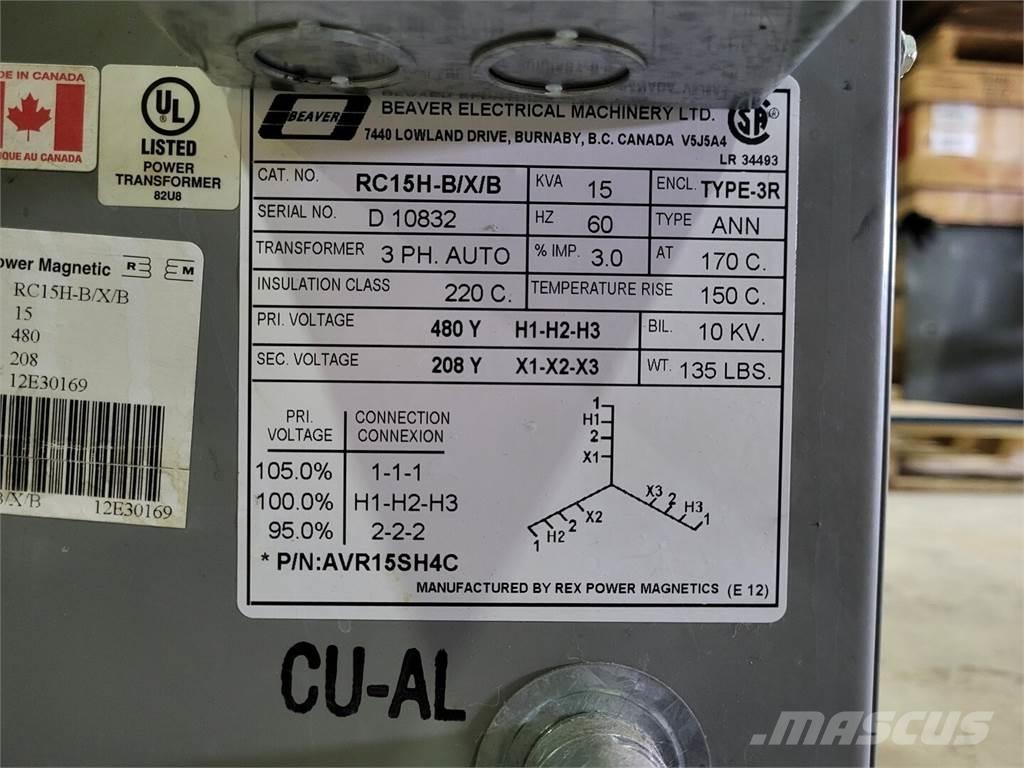 DE IN CANADA
IQUE AU CANADA
UL
LISTED
POWER
TRANSFORMER
82U8
BEAVER
BEAVER ELECTRICAL MACHINERY LTD.
7440 LOWLAND DRIVE, BURNABY, B.C. CANADA V5J5A4
SA ®
LR 34493
CAT. NO. RC15H-B/X/B KVA 15 ENCL. TYPE-3R
SERIAL NO. D 10832 HZ 60 TYPE ANN
TRANSFORMER 3 PH. AUTO % IMP. 3.0 AT 170 C.
INSULATION CLASS 220 C. TEMPERATURE RISE 150 C.
PRI. VOLTAGE 480 Y H1-H2-H3 BIL. 10 KV.
SEC. VOLTAGE 208 Y X1-X2-X3 WT. 135 LBS.
PRI. CONNECTION
VOLTAGE CONNEXION
105.0% 1-1-1
100.0% H1-H2-H3
95.0% 2-2-2
* P/N:AVR15SH4C
1
H1
2
X1
X2
2
H2
1
X3
2
H3
1
MANUFACTURED BY REX POWER MAGNETICS (E 12)
ower Magnetic
RC15H-B/X/B
15
480
208
12E30169
B/X/B 12E30169
CU-AL
MASCUS